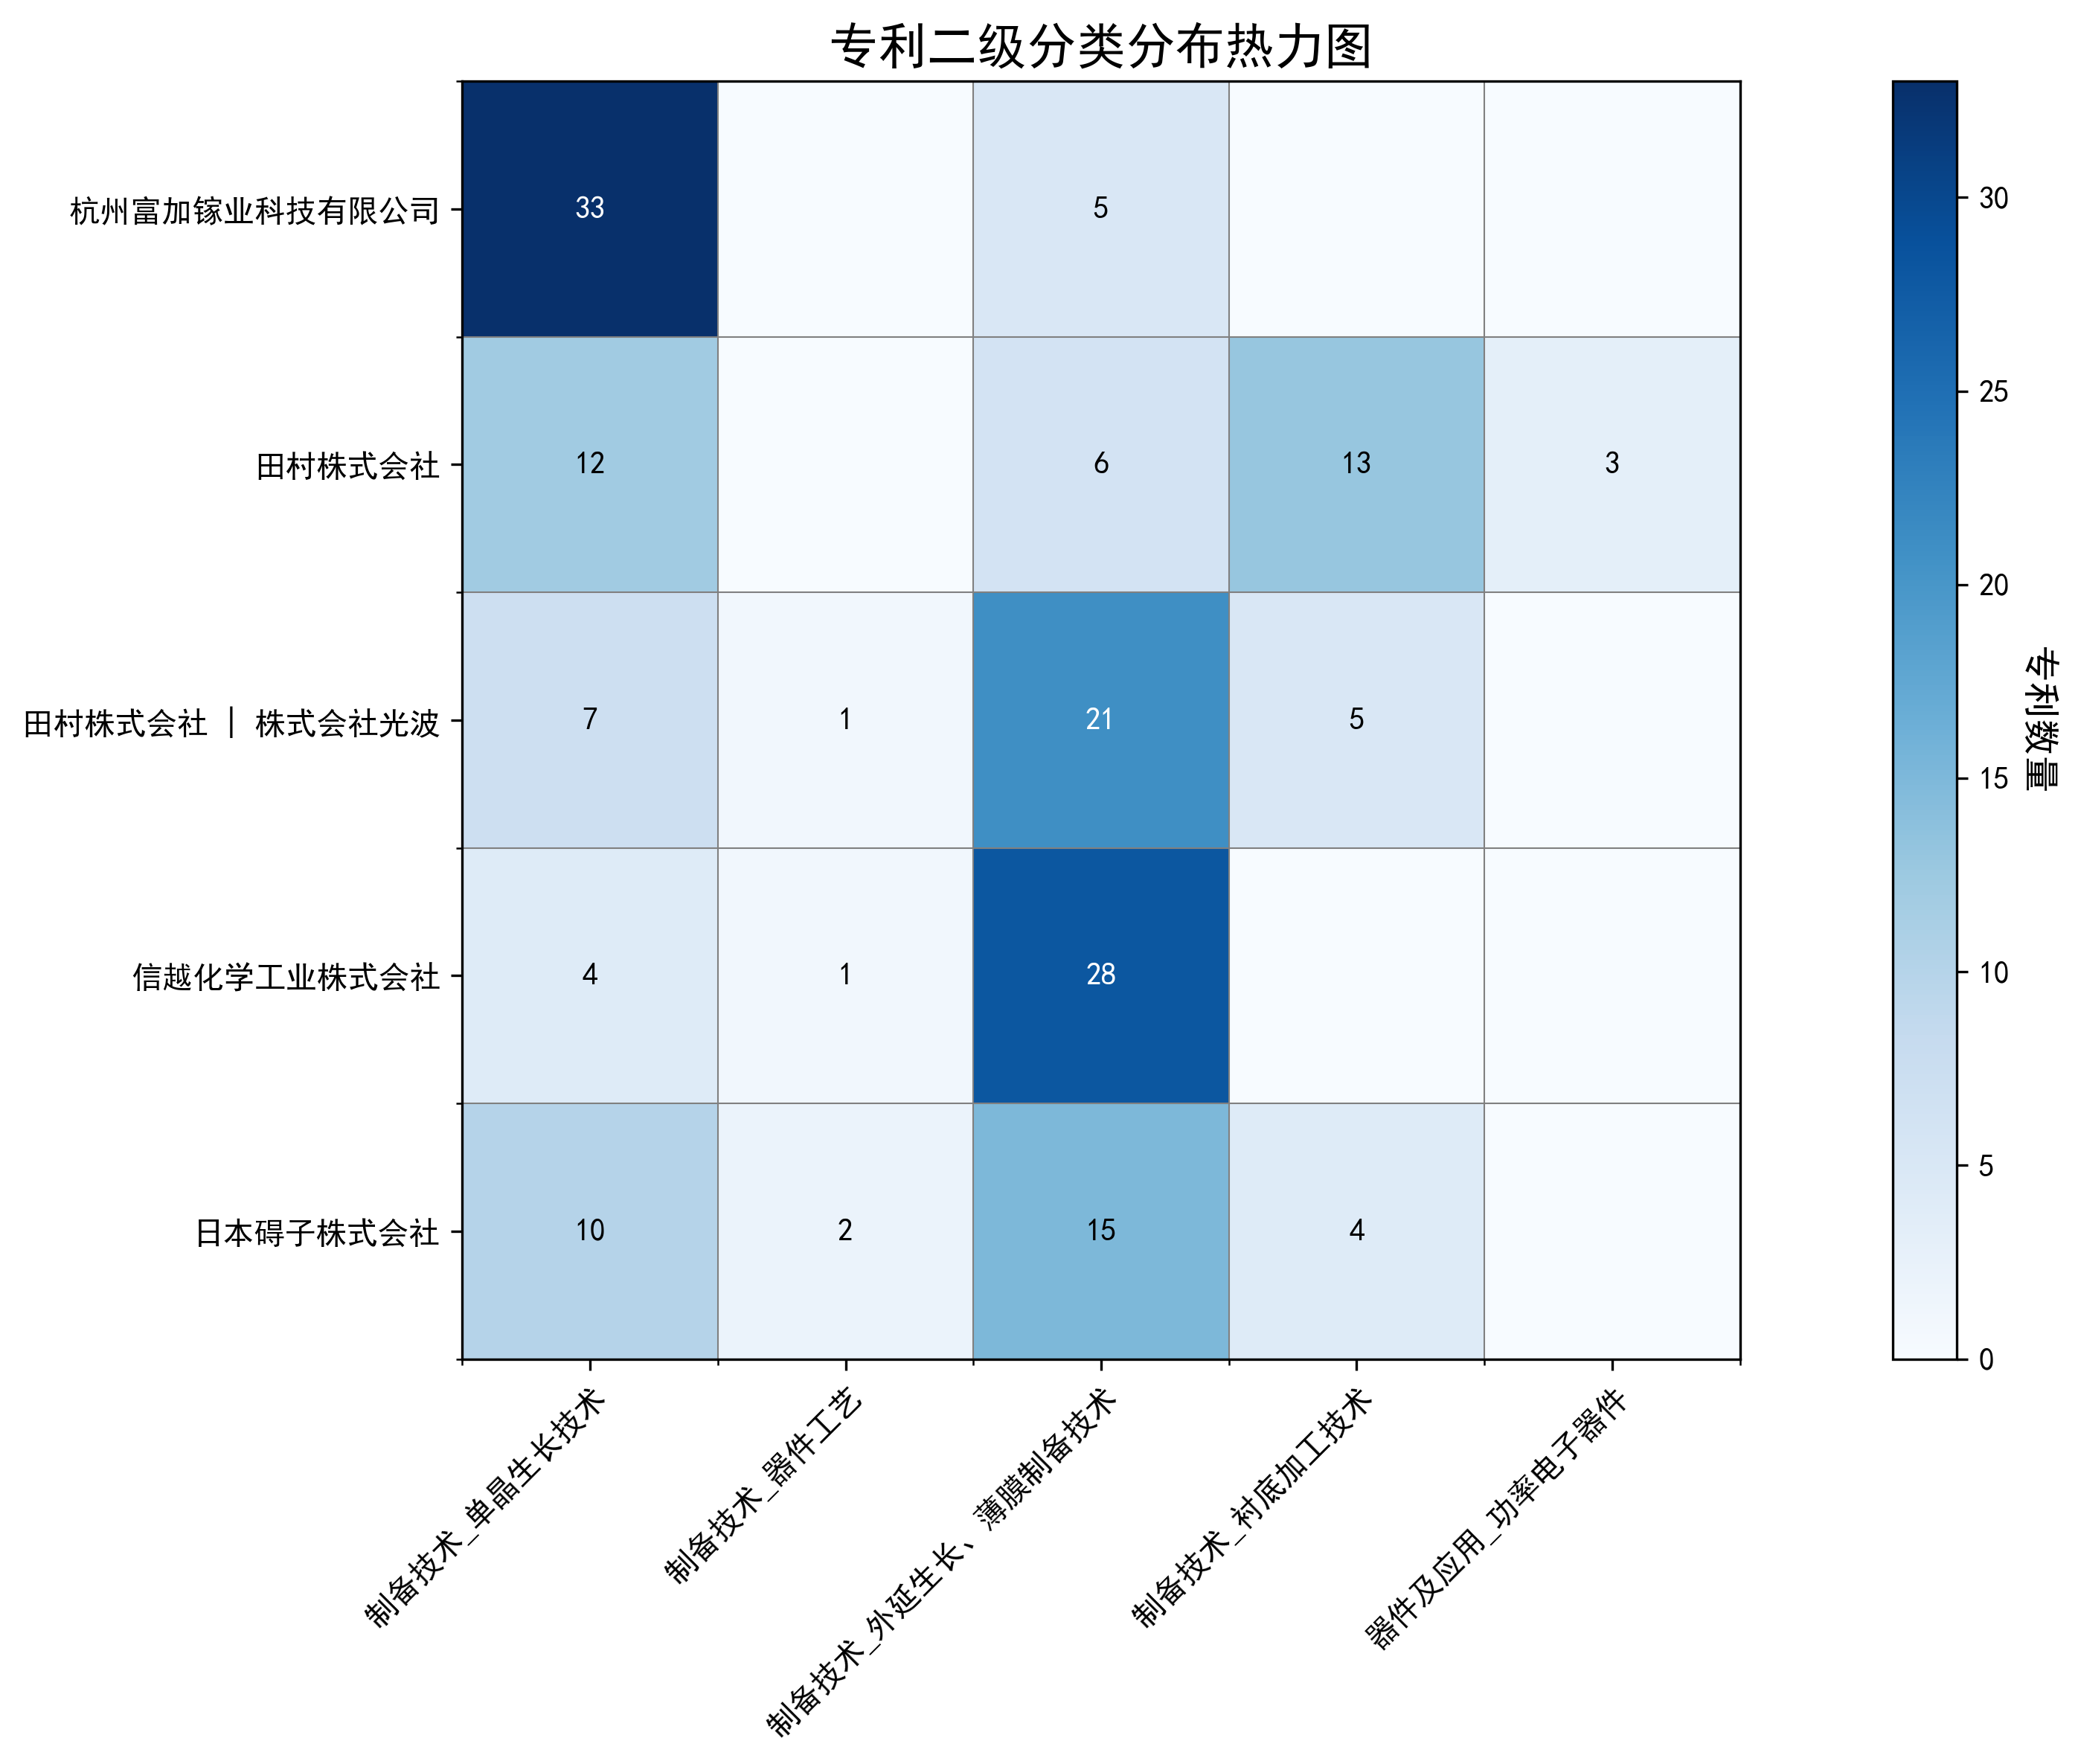 专利二级分类分布热力图
杭州富加镓业科技有限公司
33
5
田村株式会社
12
6
13
3
田村株式会社 | 株式会社光波
7
1
21
5
信越化学工业株式会社
4
1
28
日本碍子株式会社
10
2
15
4
制备技术_单晶生长技术
制备技术_器件工艺
制备技术_外延生长、薄膜制备技术
制备技术_衬底加工技术
器件及应用_功率电子器件
30
25
20
15
10
5
0
专利数量